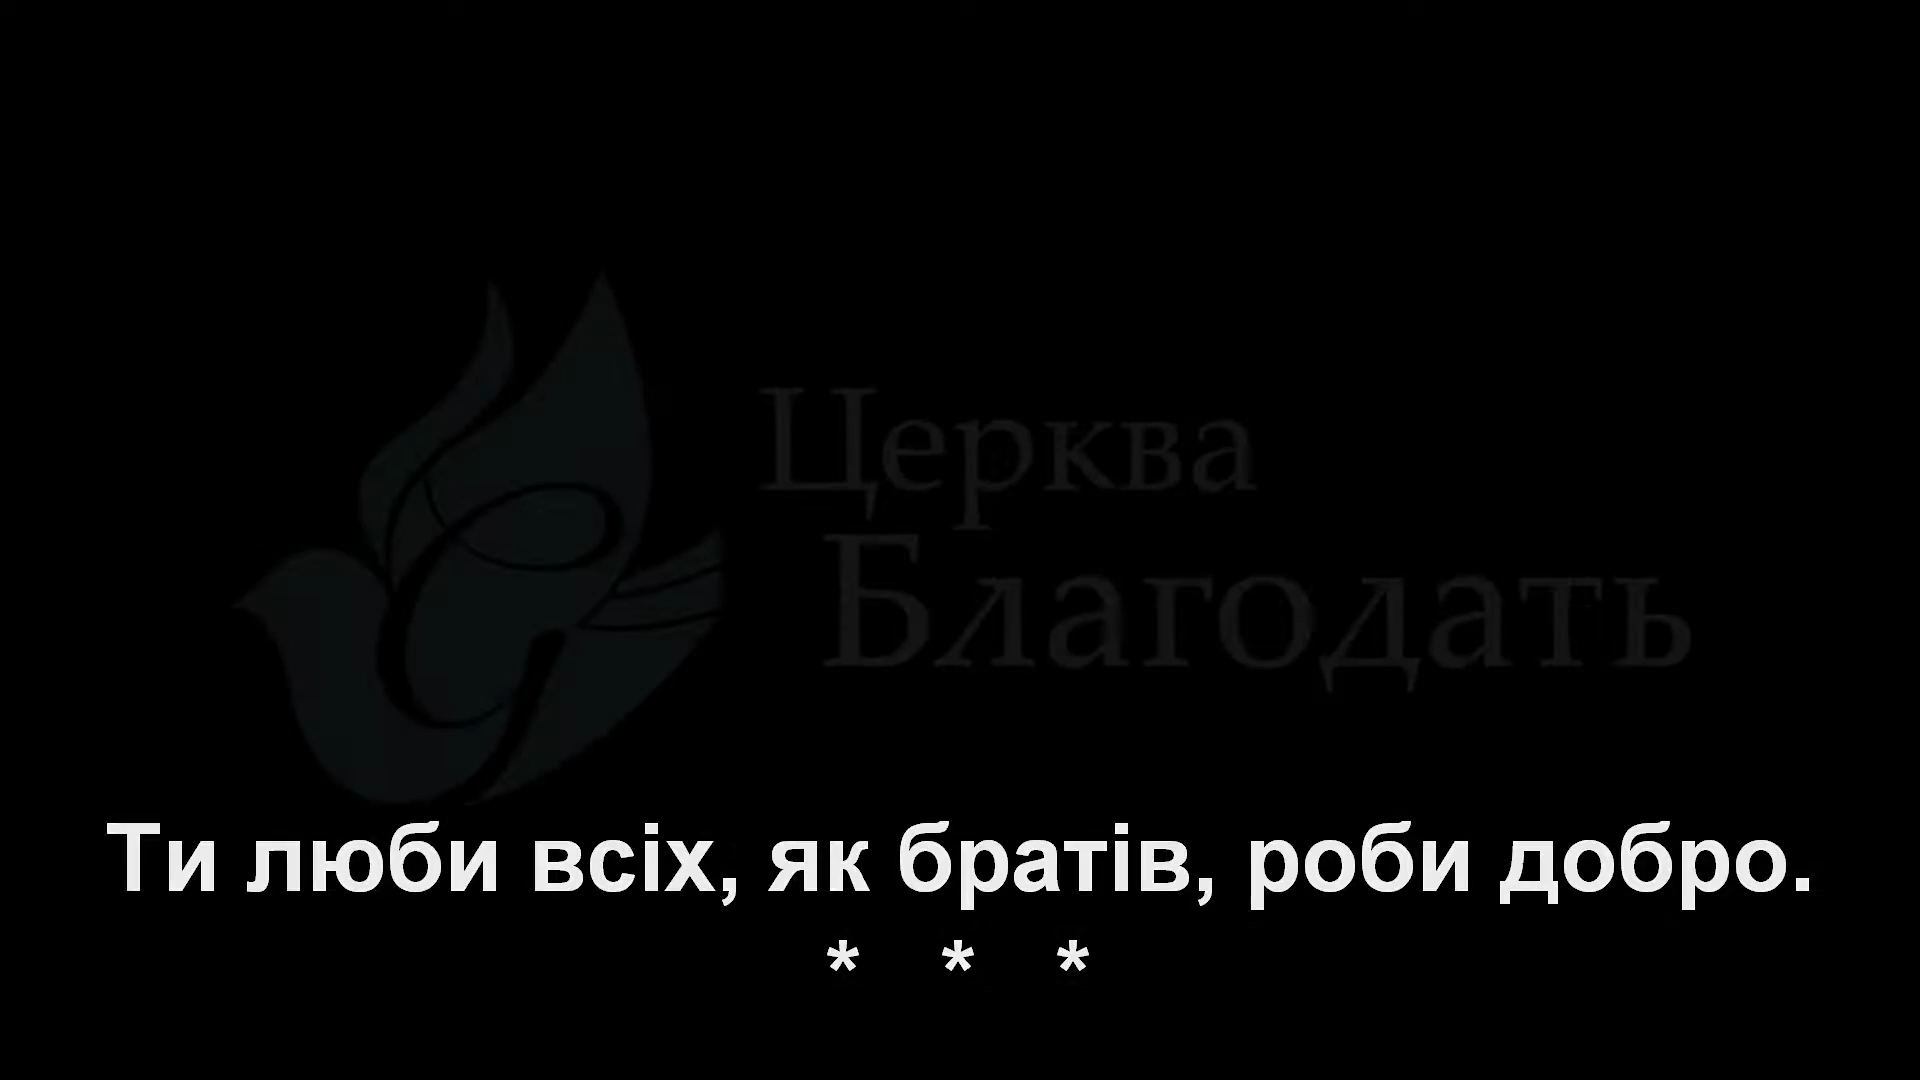 Церква
Благодать
Ти люби всіх, як братів, роби добро.
* * *